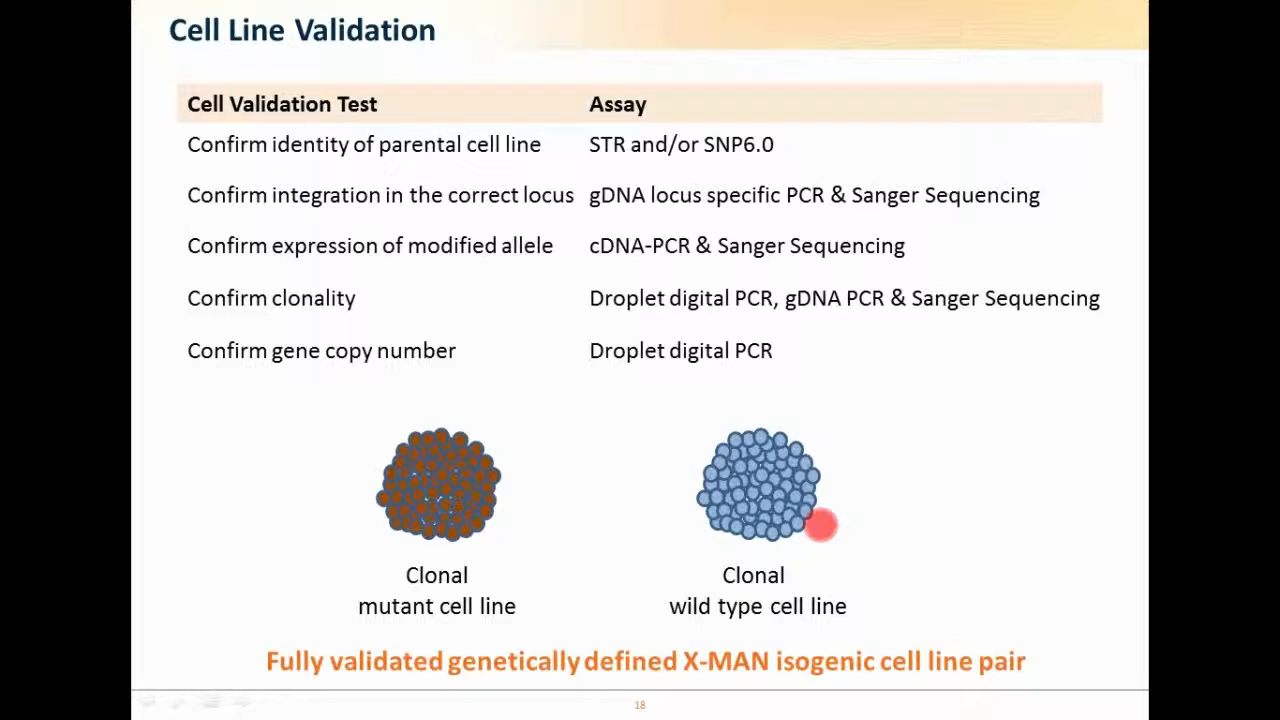 Cell Line Validation
Cell Validation Test Assay
Confirm identity of parental cell line STR and/or SNP6.0
Confirm integration in the correct locus gDNA locus specific PCR & Sanger Sequencing
Confirm expression of modified allele cDNA-PCR & Sanger Sequencing
Confirm clonality Droplet digital PCR, gDNA PCR & Sanger Sequencing
Confirm gene copy number Droplet digital PCR
Clonal
mutant cell line
Clonal
wild type cell line
Fully validated genetically defined X-MAN isogenic cell line pair
18